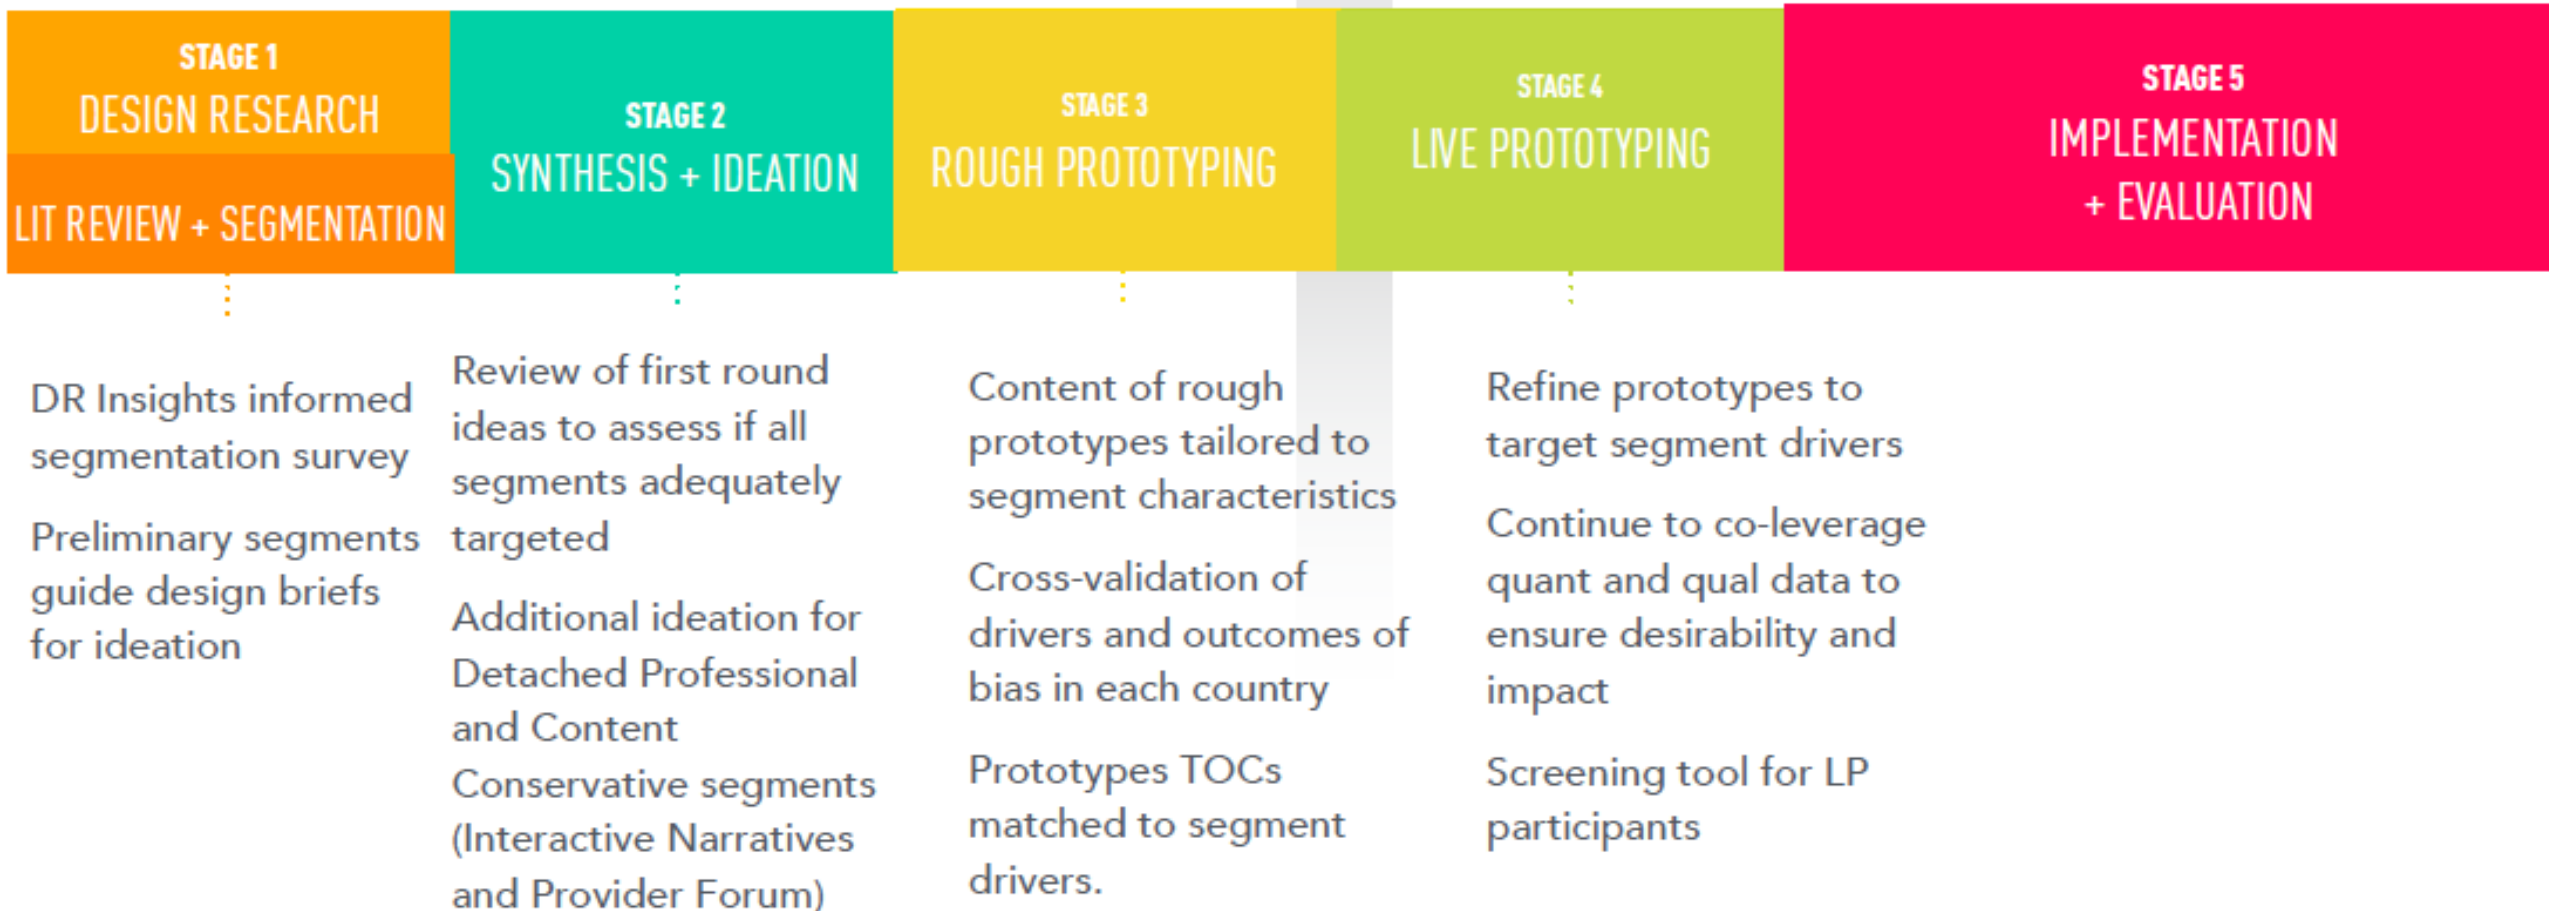 STAGE 1
DESIGN RESEARCH
LIT REVIEW + SEGMENTATION
STAGE 2
SYNTHESIS + IDEATION
STAGE 3
ROUGH PROTOTYPING
STAGE 4
LIVE PROTOTYPING
STAGE 5
IMPLEMENTATION
+ EVALUATION
DR Insights informed
segmentation survey
Preliminary segments
guide design briefs
for ideation
Review of first round
ideas to assess if all
segments adequately
targeted
Additional ideation for
Detached Professional
and Content
Conservative segments
(Interactive Narratives
and Provider Forum)
Content of rough
prototypes tailored to
segment characteristics
Cross-validation of
drivers and outcomes of
bias in each country
Prototypes TOCs
matched to segment
drivers.
Refine prototypes to
target segment drivers
Continue to co-leverage
quant and qual data to
ensure desirability and
impact
Screening tool for LP
participants